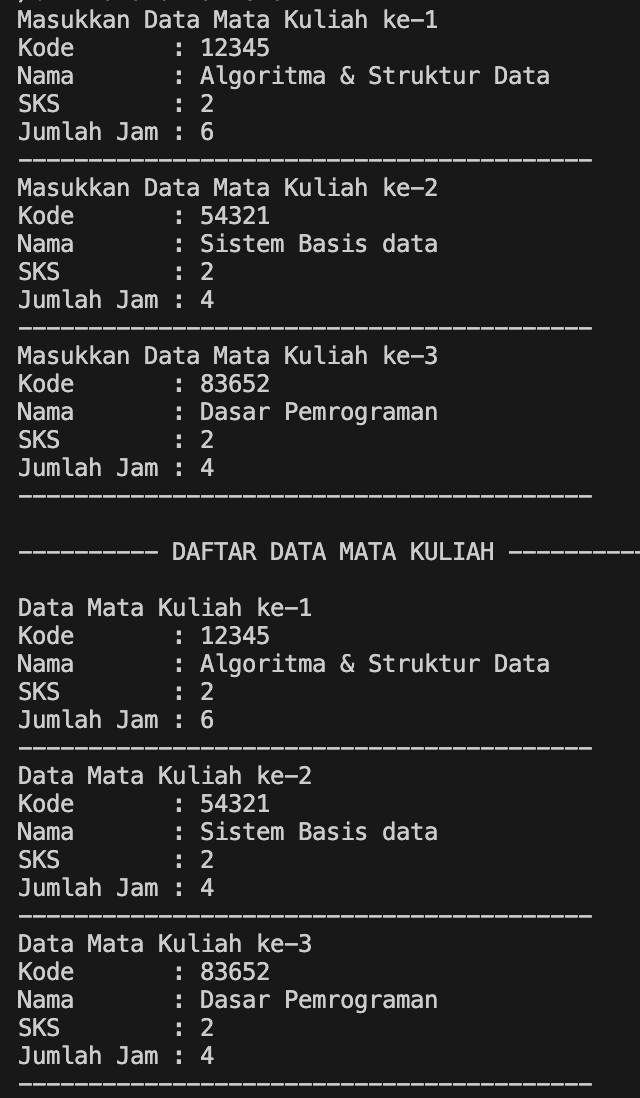 Masukkan Data Mata Kuliah ke-1
Kode       : 12345
Nama       : Algoritma & Struktur Data
SKS        : 2
Jumlah Jam : 6
-----------------------------------------
Masukkan Data Mata Kuliah ke-2
Kode       : 54321
Nama       : Sistem Basis data
SKS        : 2
Jumlah Jam : 4
-----------------------------------------
Masukkan Data Mata Kuliah ke-3
Kode       : 83652
Nama       : Dasar Pemrograman
SKS        : 2
Jumlah Jam : 4
-----------------------------------------
---------- DAFTAR DATA MATA KULIAH ----------
Data Mata Kuliah ke-1
Kode       : 12345
Nama       : Algoritma & Struktur Data
SKS        : 2
Jumlah Jam : 6
-----------------------------------------
Data Mata Kuliah ke-2
Kode       : 54321
Nama       : Sistem Basis data
SKS        : 2
Jumlah Jam : 4
-----------------------------------------
Data Mata Kuliah ke-3
Kode       : 83652
Nama       : Dasar Pemrograman
SKS        : 2
Jumlah Jam : 4
-----------------------------------------